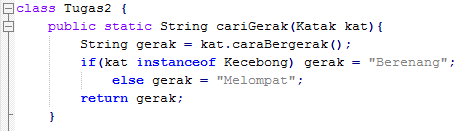 class Tugas2 {
    public static String cariGerak(Katak kat){
        String gerak = kat.caraBergerak();
        if(kat instanceof Kecebong) gerak = "Berenang";
            else gerak = "Melompat";
        return gerak;
    }